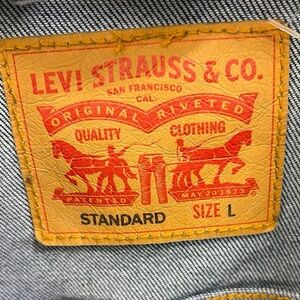 LEVI STRAUSS & CO.
SAN FRANCISCO
CAL.
ORIGINAL RIVETED
QUALITY CLOTHING
PATENTED MAY 20 1873
STANDARD SIZE L